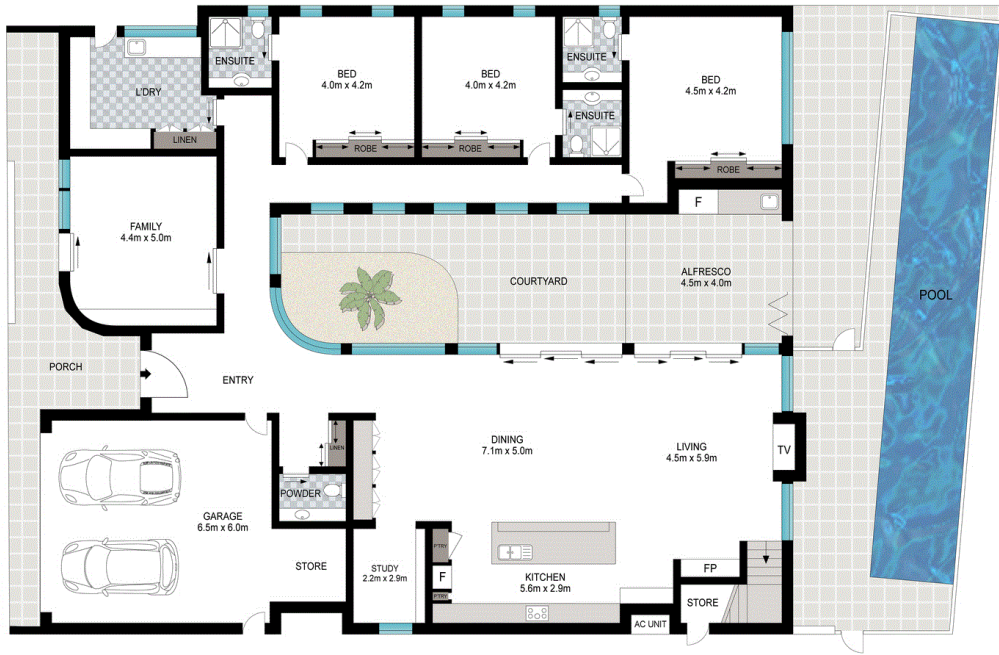 ENSUITE
BED
4.0m x 4.2m
BED
4.0m x 4.2m
ENSUITE
BED
4.5m x 4.2m
L'DRY
ENSUITE
LINEN
ROBE
ROBE
ROBE
F
FAMILY
4.4m x 5.0m
COURTYARD
ALFRESCO
4.5m x 4.0m
POOL
PORCH
ENTRY
DINING
7.1m x 5.0m
LIVING
4.5m x 5.9m
TV
LINEN
POWDER
GARAGE
6.5m x 6.0m
STORE
STUDY
2.2m x 2.9m
P'TRY
F
P'TRY
KITCHEN
5.6m x 2.9m
FP
STORE
AC UNIT